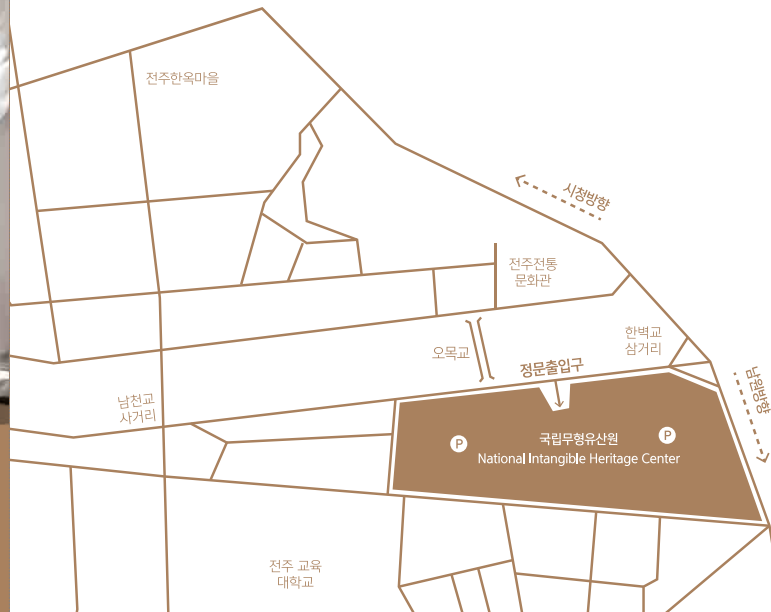 전주한옥마을
시청방향
전주전통
문화관
한벽교
삼거리
오목교
정문출입구
남원방향
남천교
사거리
국립무형유산원
P
P
National Intangible Heritage Center
전주 교육
대학교